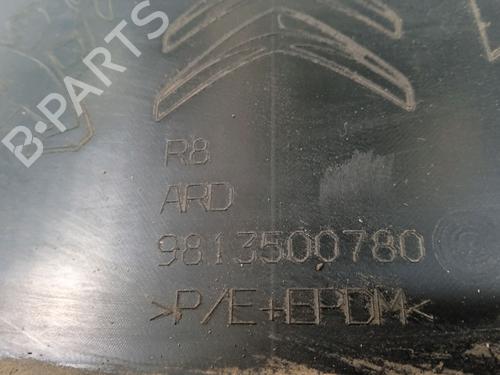 B-PARTS
R8
ARD
9813500780
>P/E+EPDM<